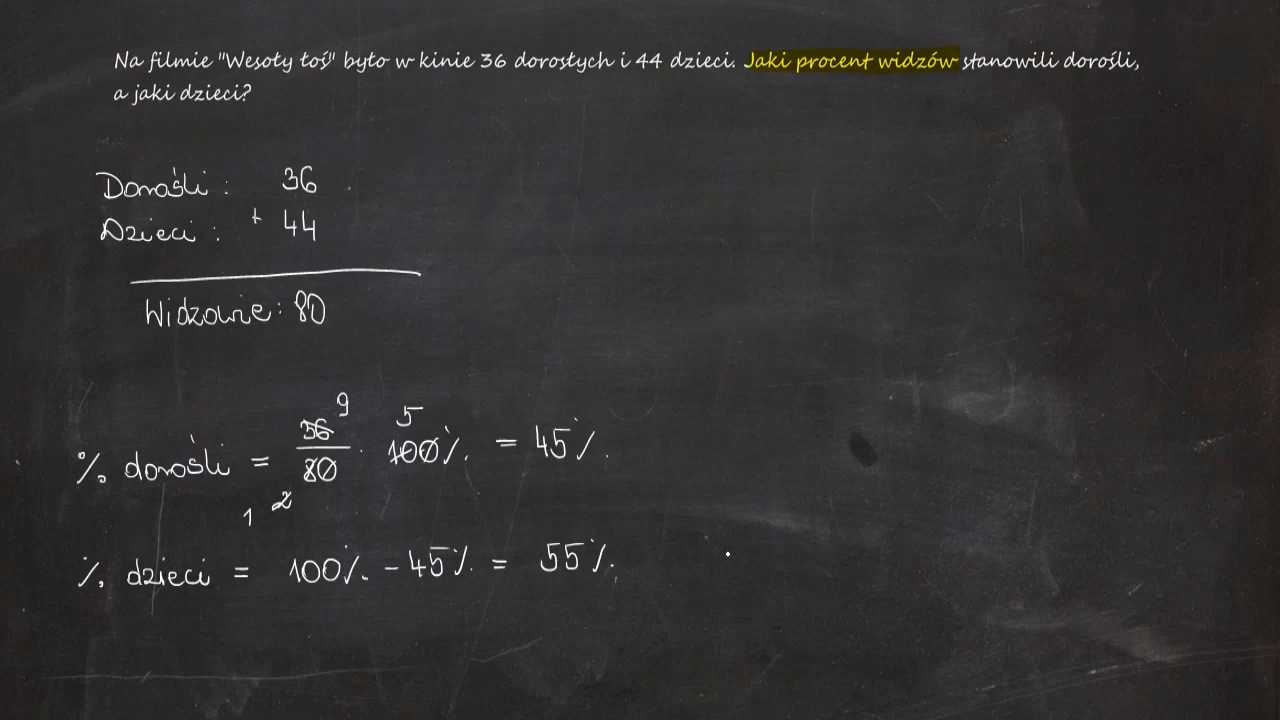 Na filmie "Wesoły łoś" było w kinie 36 dorosłych i 44 dzieci. Jaki procent widzów stanowili dorośli,
a jaki dzieci?
Dorośli : 36
Dzieci : + 44
Widzowie: 80
% dorośli = 36/80 9 1 2 · 100% 5 = 45%
% dzieci = 100% - 45% = 55%